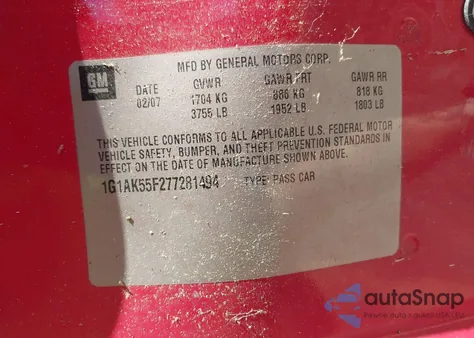 GM
MFD BY GENERAL MOTORS CORP.
DATE GVWR GAWR FRT GAWR RR
02/07 1704 KG 886 KG 818 KG
3755 LB 1952 LB 1803 LB
THIS VEHICLE CONFORMS TO ALL APPLICABLE U.S. FEDERAL MOTOR
VEHICLE SAFETY, BUMPER, AND THEFT PREVENTION STANDARDS IN
EFFECT ON THE DATE OF MANUFACTURE SHOWN ABOVE.
1G1AK55F277281494 TYPE: PASS CAR
autoSnap